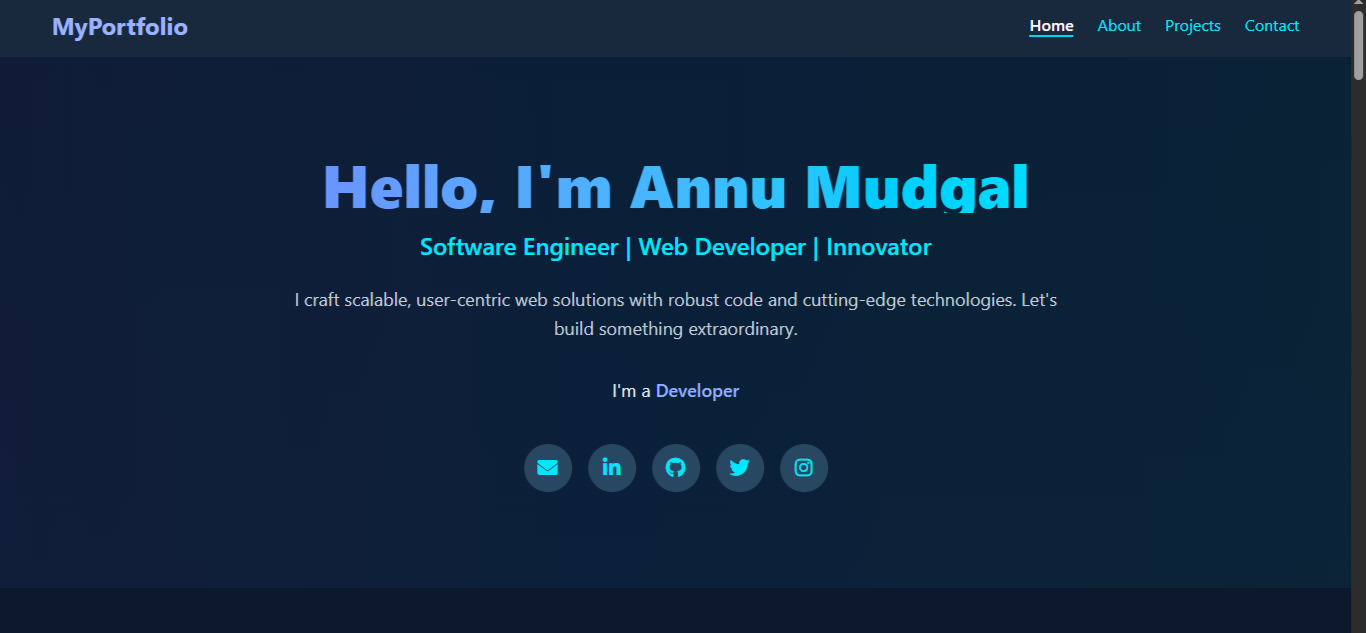 MyPortfolio
Home About Projects Contact
Hello, I'm Annu Mudgal
Software Engineer | Web Developer | Innovator
I craft scalable, user-centric web solutions with robust code and cutting-edge technologies. Let's
build something extraordinary.
I'm a Developer